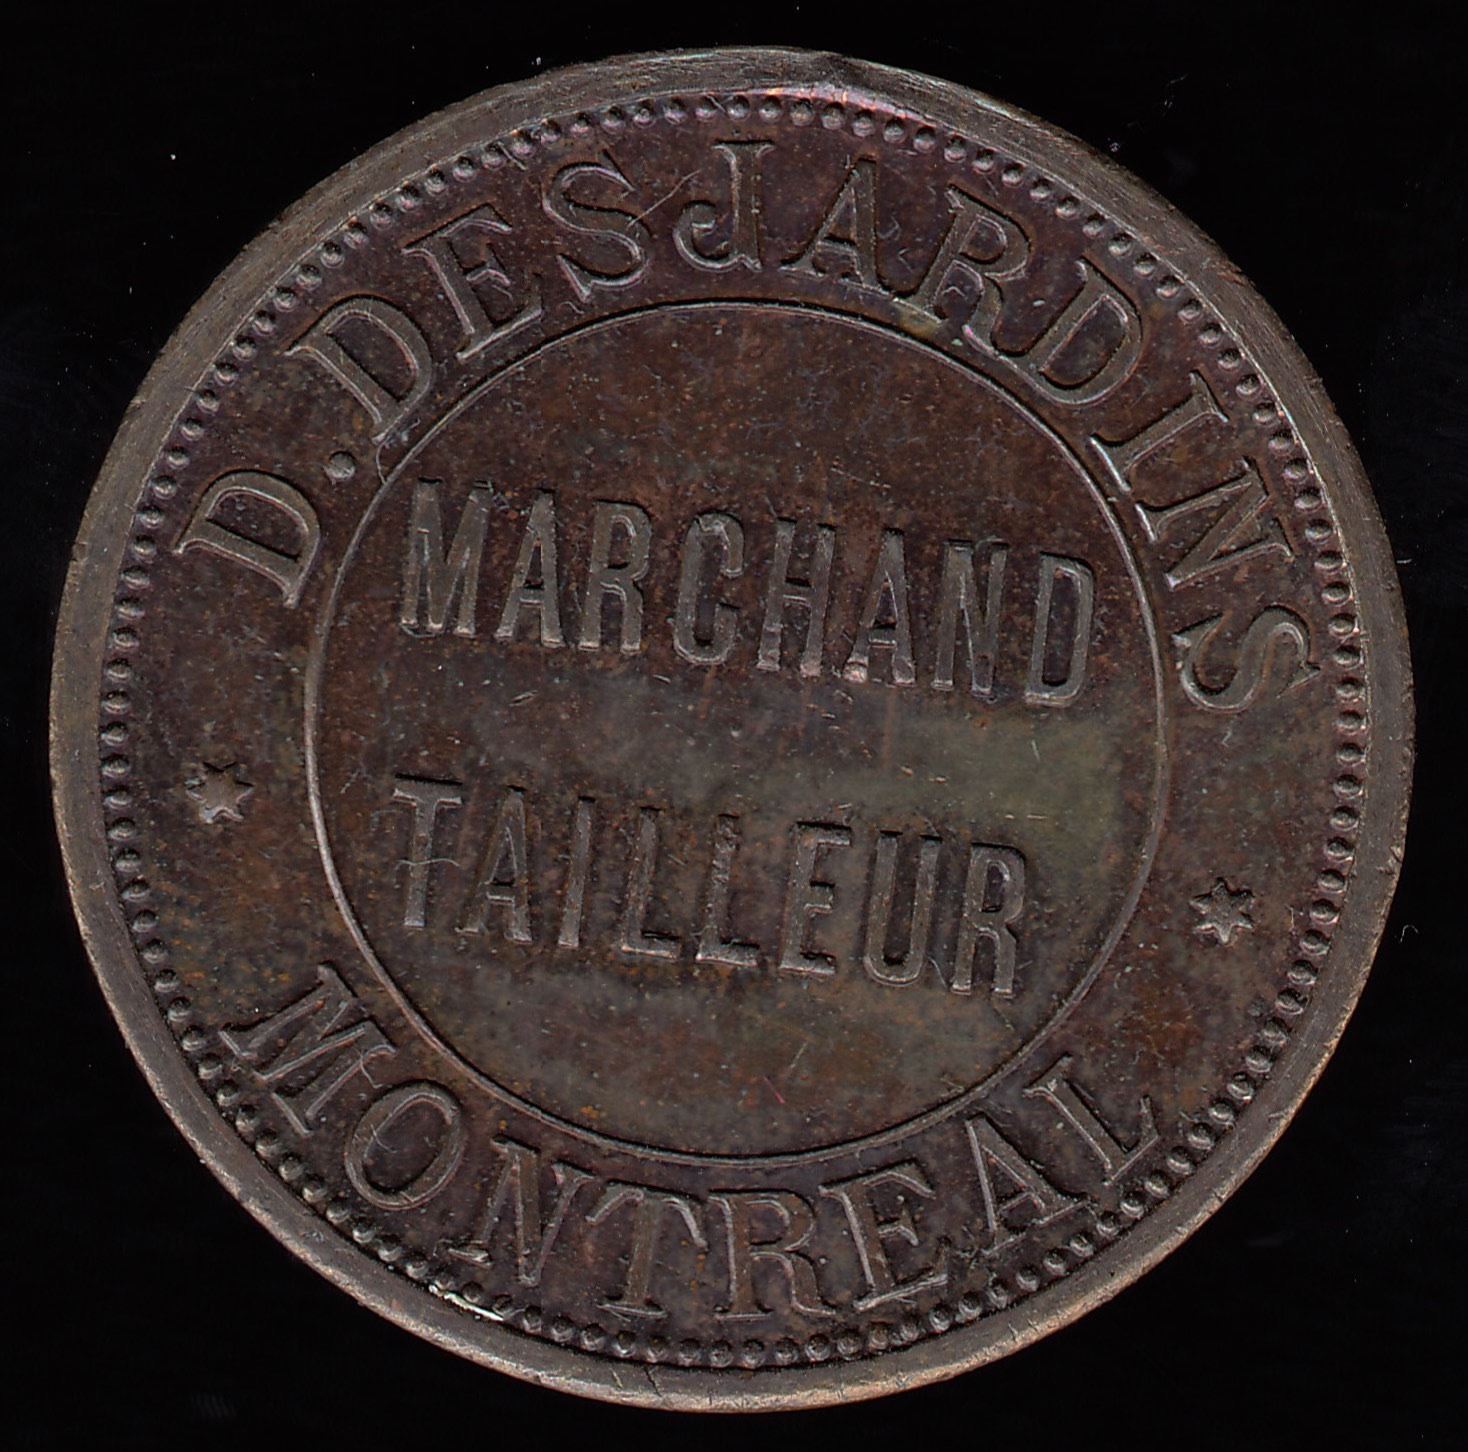 D. DESJARDINS
MARCHAND
TAILLEUR
MONTREAL